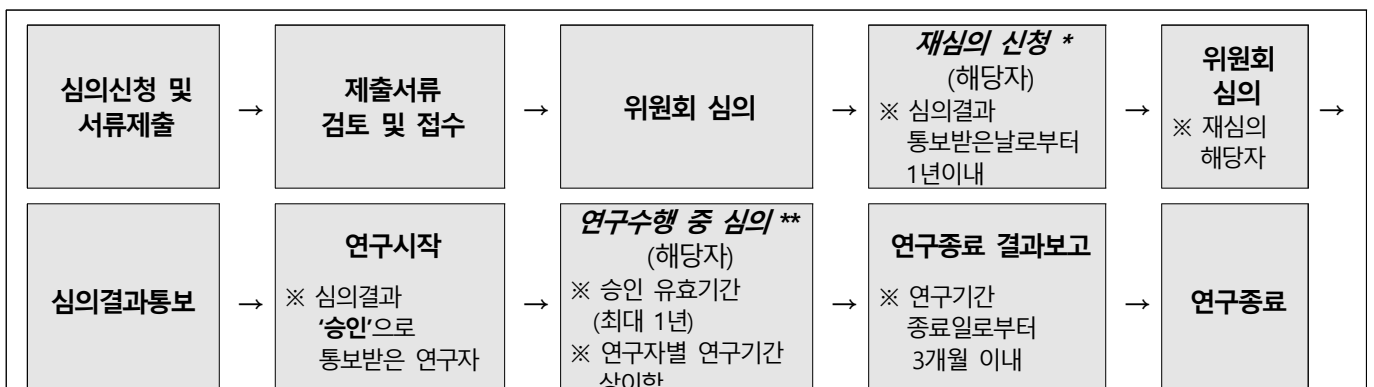 심의신청 및
서류제출
→
제출서류
검토 및 접수
→
위원회 심의
→
재심의 신청 *
(해당자)
※ 심의결과
통보받은날로부터
1년이내
→
위원회
심의
※ 재심의
해당자
→
심의결과통보
→
연구시작
※ 심의결과
‘승인’으로
통보받은 연구자
→
연구수행 중 심의 **
(해당자)
※ 승인 유효기간
(최대 1년)
※ 연구자별 연구기간
상이함
→
연구종료 결과보고
※ 연구기간
종료일로부터
3개월 이내
→
연구종료